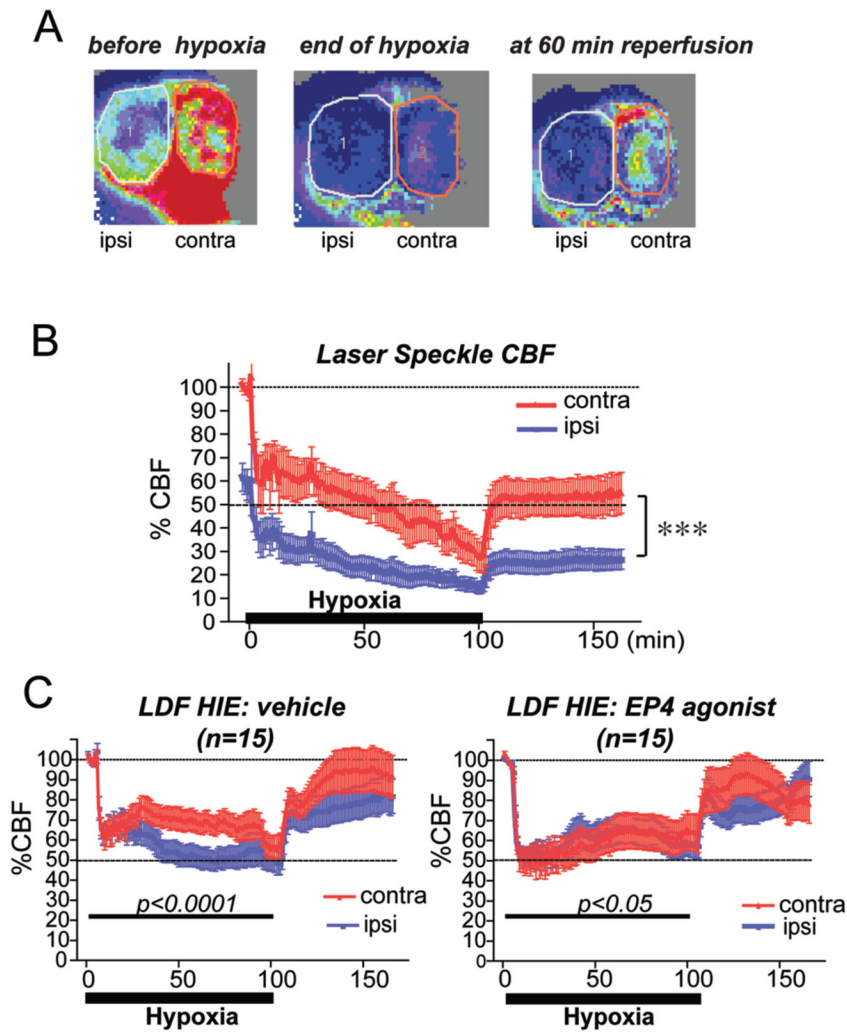 A
before hypoxia
end of hypoxia
at 60 min reperfusion
1
1
1
ipsi
contra
ipsi
contra
ipsi
contra
B
Laser Speckle CBF
% CBF
100
90
80
70
60
50
40
30
20
10
0
contra
ipsi
***
Hypoxia
0
50
100
150 (min)
C
LDF HIE: vehicle
(n=15)
%CBF
100
90
80
70
60
50
40
30
20
10
0
p<0.0001
contra
ipsi
0
50
100
150
Hypoxia
LDF HIE: EP4 agonist
(n=15)
%CBF
100
90
80
70
60
50
40
30
20
10
0
p<0.05
contra
ipsi
0
50
100
150
Hypoxia